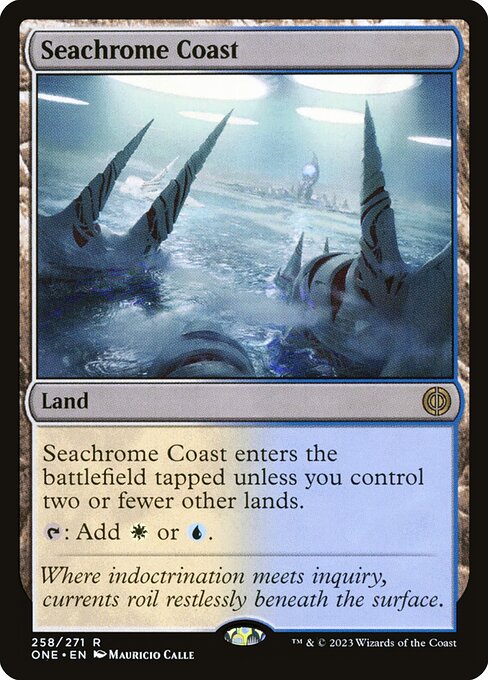 Seachrome Coast
Land
Seachrome Coast enters the
battlefield tapped unless you control
two or fewer other lands.
: Add or .
Where indoctrination meets inquiry,
currents roil restlessly beneath the surface.
258/271 R
ONE • EN Mauricio Calle
™ & © 2023 Wizards of the Coast